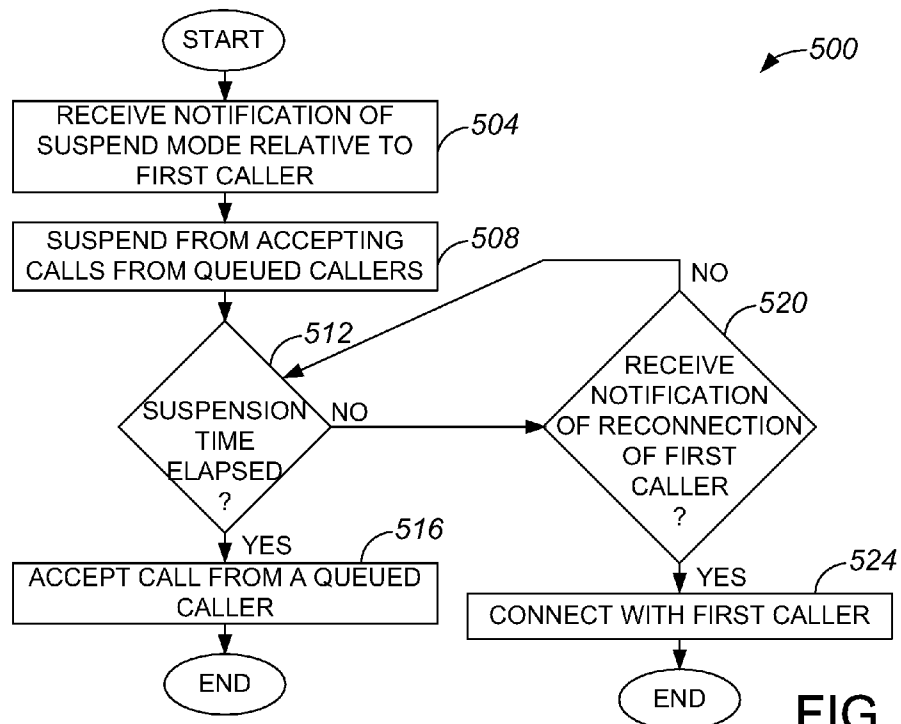 START
500
RECEIVE NOTIFICATION OF
SUSPEND MODE RELATIVE TO
FIRST CALLER
504
SUSPEND FROM ACCEPTING
CALLS FROM QUEUED CALLERS
508
NO
520
512
SUSPENSION
TIME
ELAPSED
?
NO
RECEIVE
NOTIFICATION
OF RECONNECTION
OF FIRST
CALLER
?
YES
516
ACCEPT CALL FROM A QUEUED
CALLER
YES
524
CONNECT WITH FIRST CALLER
END
END
FIG